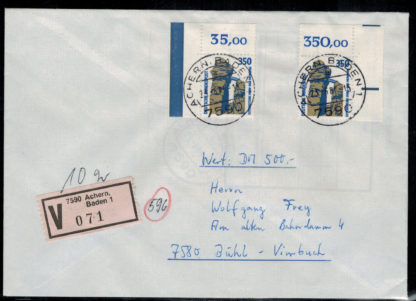 35,00
350,00
350
350
ACHERN, BADEN 1
7590
ACHERN, BADEN 1
7590
Wert: DM 500.-
10 gr
V
7590 Achern,
Baden 1
071
596
Herrn
Wolfgang Frey
Am alten Bahndamm 4
7580 Bühl - Vimbuch